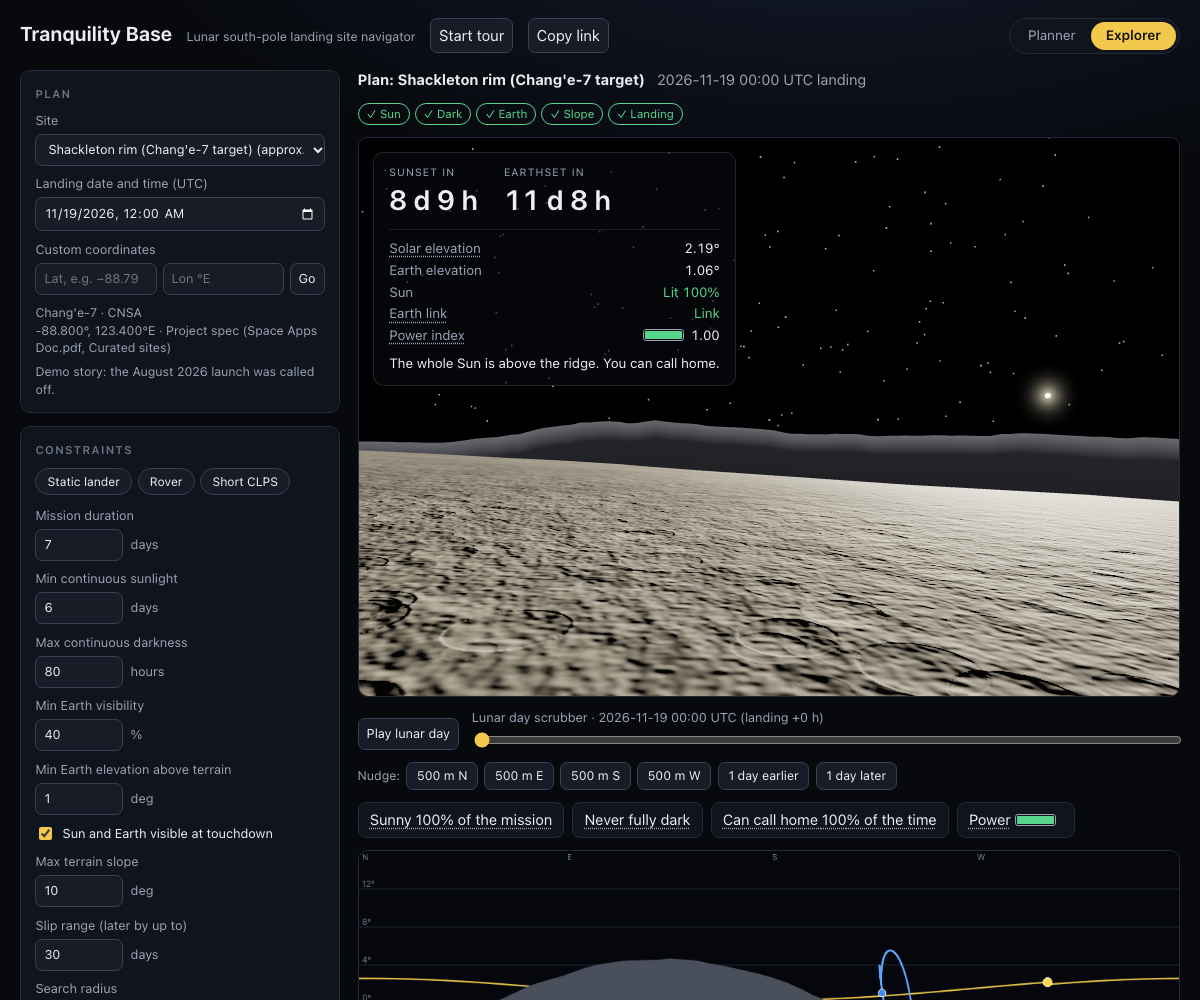 Tranquility Base Lunar south-pole landing site navigator Start tour Copy link Planner Explorer
PLAN
Site
Shackleton rim (Chang'e-7 target) (approx.
Landing date and time (UTC)
11/19/2026, 12:00 AM
Custom coordinates
Lat, e.g. −88.79 Lon °E Go
Chang'e-7 · CNSA
-88.800°, 123.400°E · Project spec (Space Apps
Doc.pdf, Curated sites)
Demo story: the August 2026 launch was called
off.
CONSTRAINTS
Static lander Rover Short CLPS
Mission duration
7 days
Min continuous sunlight
6 days
Max continuous darkness
80 hours
Min Earth visibility
40 %
Min Earth elevation above terrain
1 deg
Sun and Earth visible at touchdown
Max terrain slope
10 deg
Slip range (later by up to)
30 days
Search radius
Plan: Shackleton rim (Chang'e-7 target) 2026-11-19 00:00 UTC landing
✓ Sun ✓ Dark ✓ Earth ✓ Slope ✓ Landing
SUNSET IN EARTHSET IN
8 d 9 h 11 d 8 h
Solar elevation 2.19°
Earth elevation 1.06°
Sun Lit 100%
Earth link Link
Power index 1.00
The whole Sun is above the ridge. You can call home.
Play lunar day Lunar day scrubber · 2026-11-19 00:00 UTC (landing +0 h)
Nudge: 500 m N 500 m E 500 m S 500 m W 1 day earlier 1 day later
Sunny 100% of the mission Never fully dark Can call home 100% of the time Power
N E S W
12°
8°
4°
0°